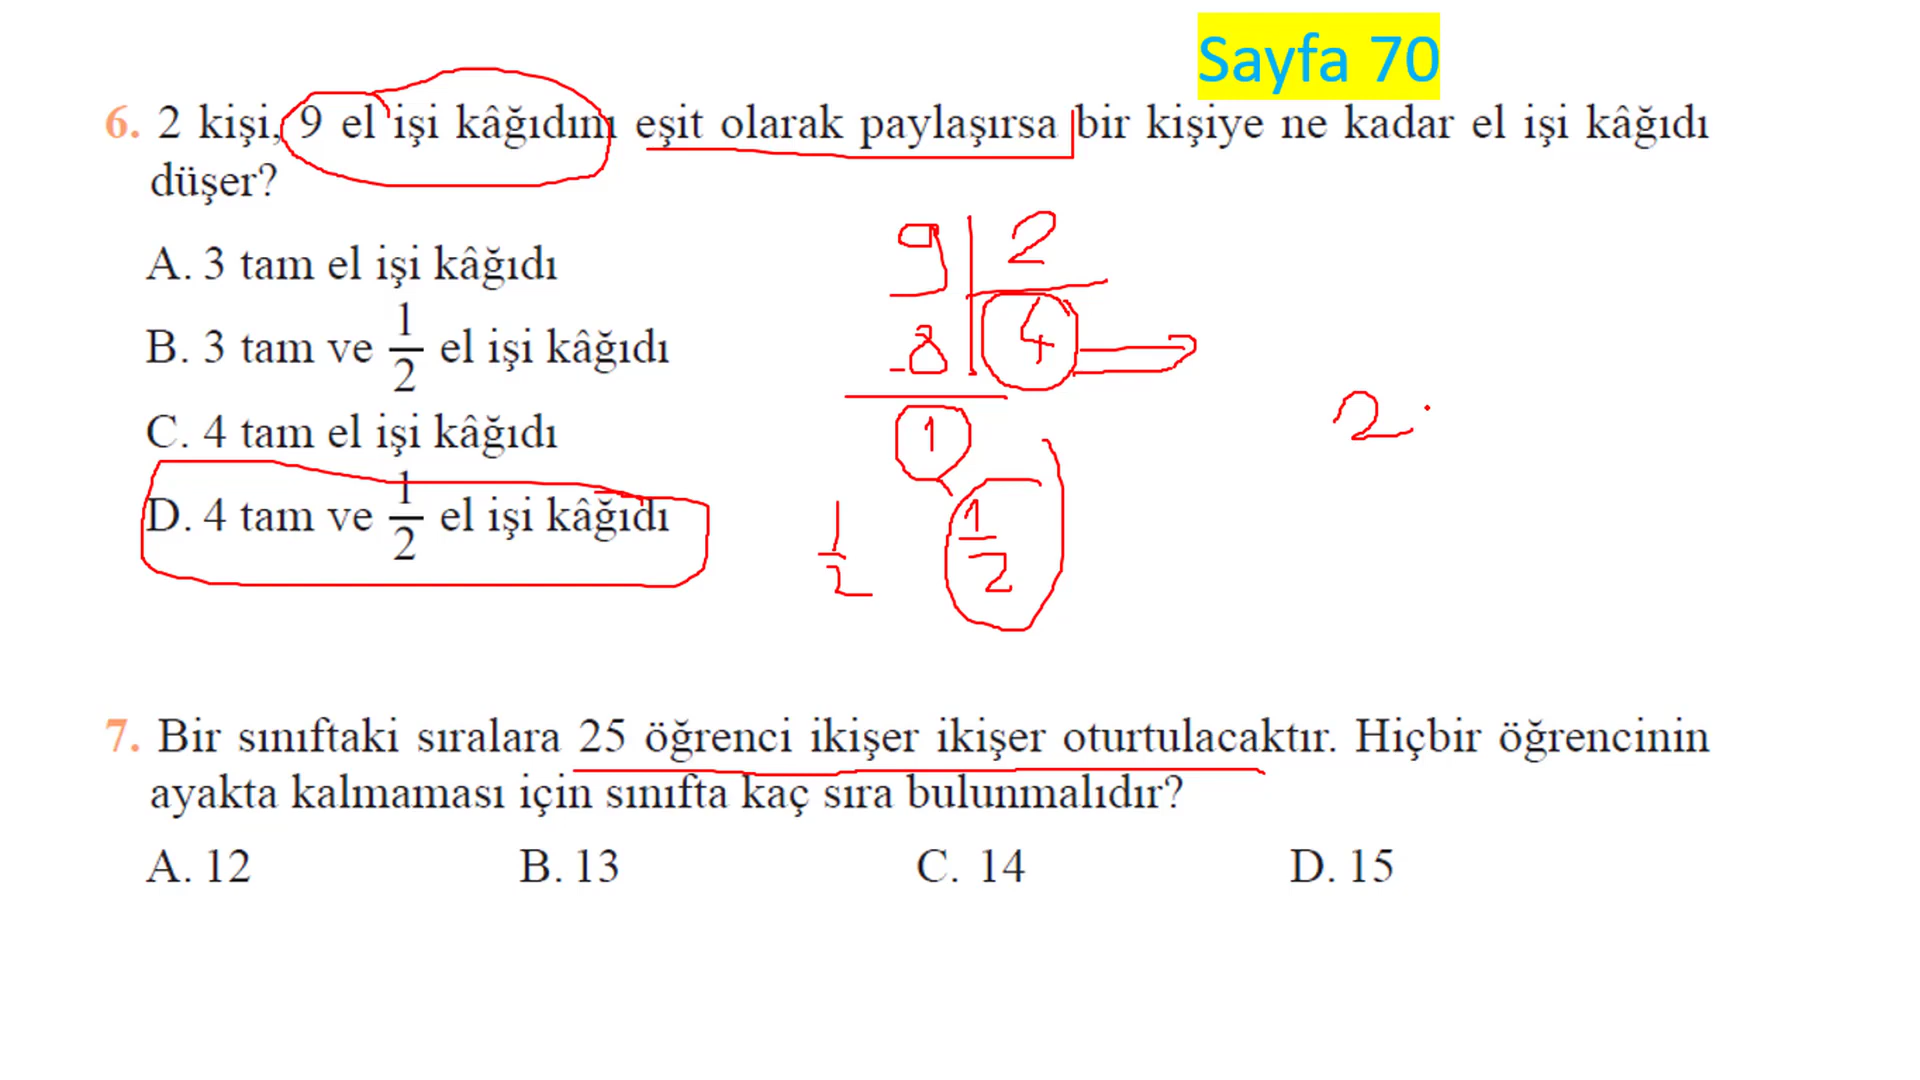 Sayfa 70
6. 2 kişi, 9 el işi kâğıdını eşit olarak paylaşırsa bir kişiye ne kadar el işi kâğıdı
düşer?
A. 3 tam el işi kâğıdı
B. 3 tam ve 1/2 el işi kâğıdı
C. 4 tam el işi kâğıdı
D. 4 tam ve 1/2 el işi kâğıdı
9 2
-8 4
1
1/2 1/2
2
7. Bir sınıftaki sıralara 25 öğrenci ikişer ikişer oturtulacaktır. Hiçbir öğrencinin
ayakta kalmaması için sınıfta kaç sıra bulunmalıdır?
A. 12 B. 13 C. 14 D. 15